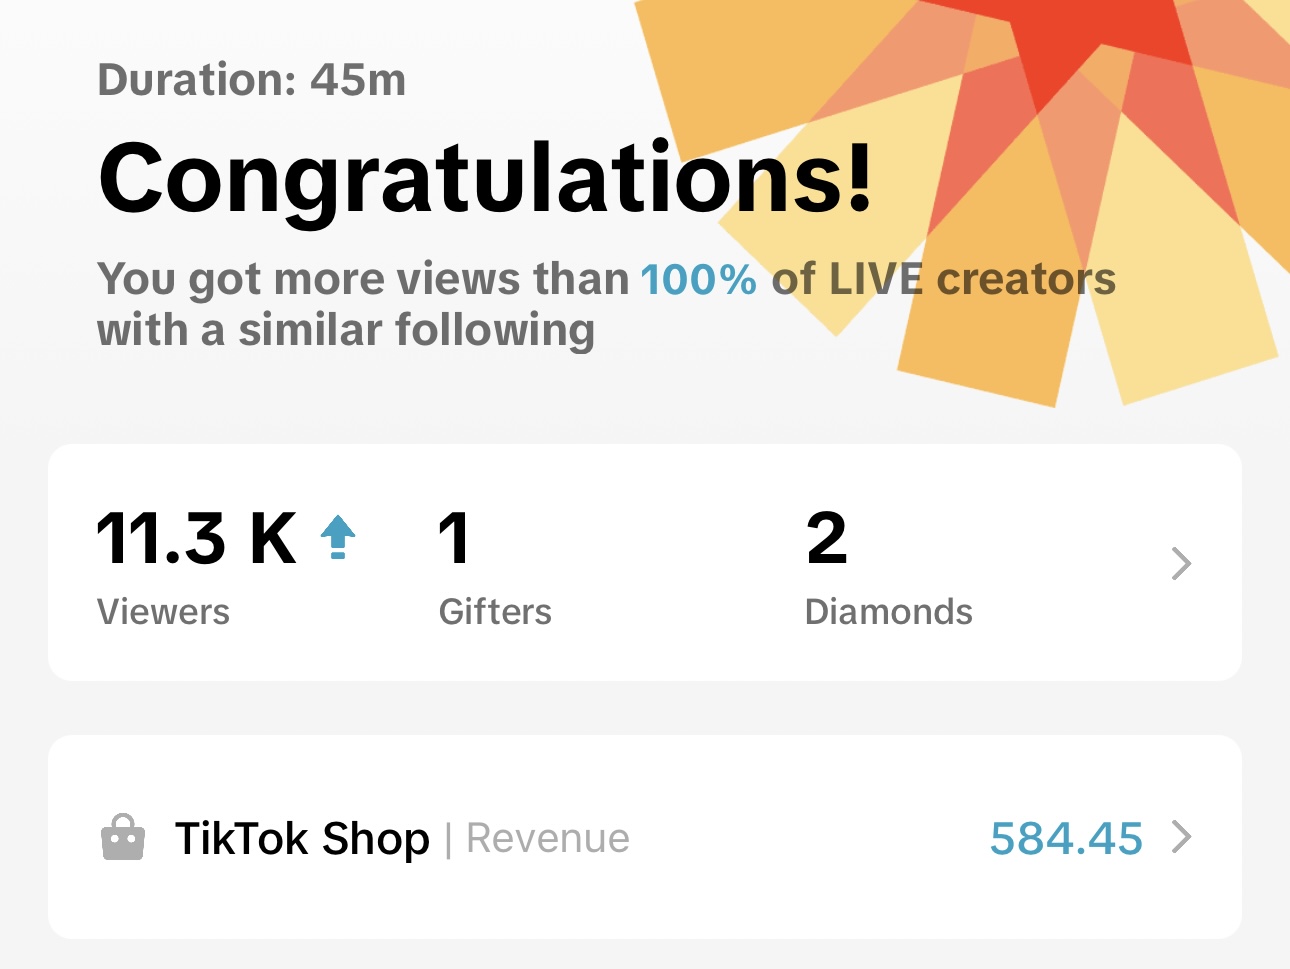 Duration: 45m
Congratulations!
You got more views than 100% of LIVE creators
with a similar following
11.3 K 1 2
Viewers Gifters Diamonds
TikTok Shop | Revenue 584.45